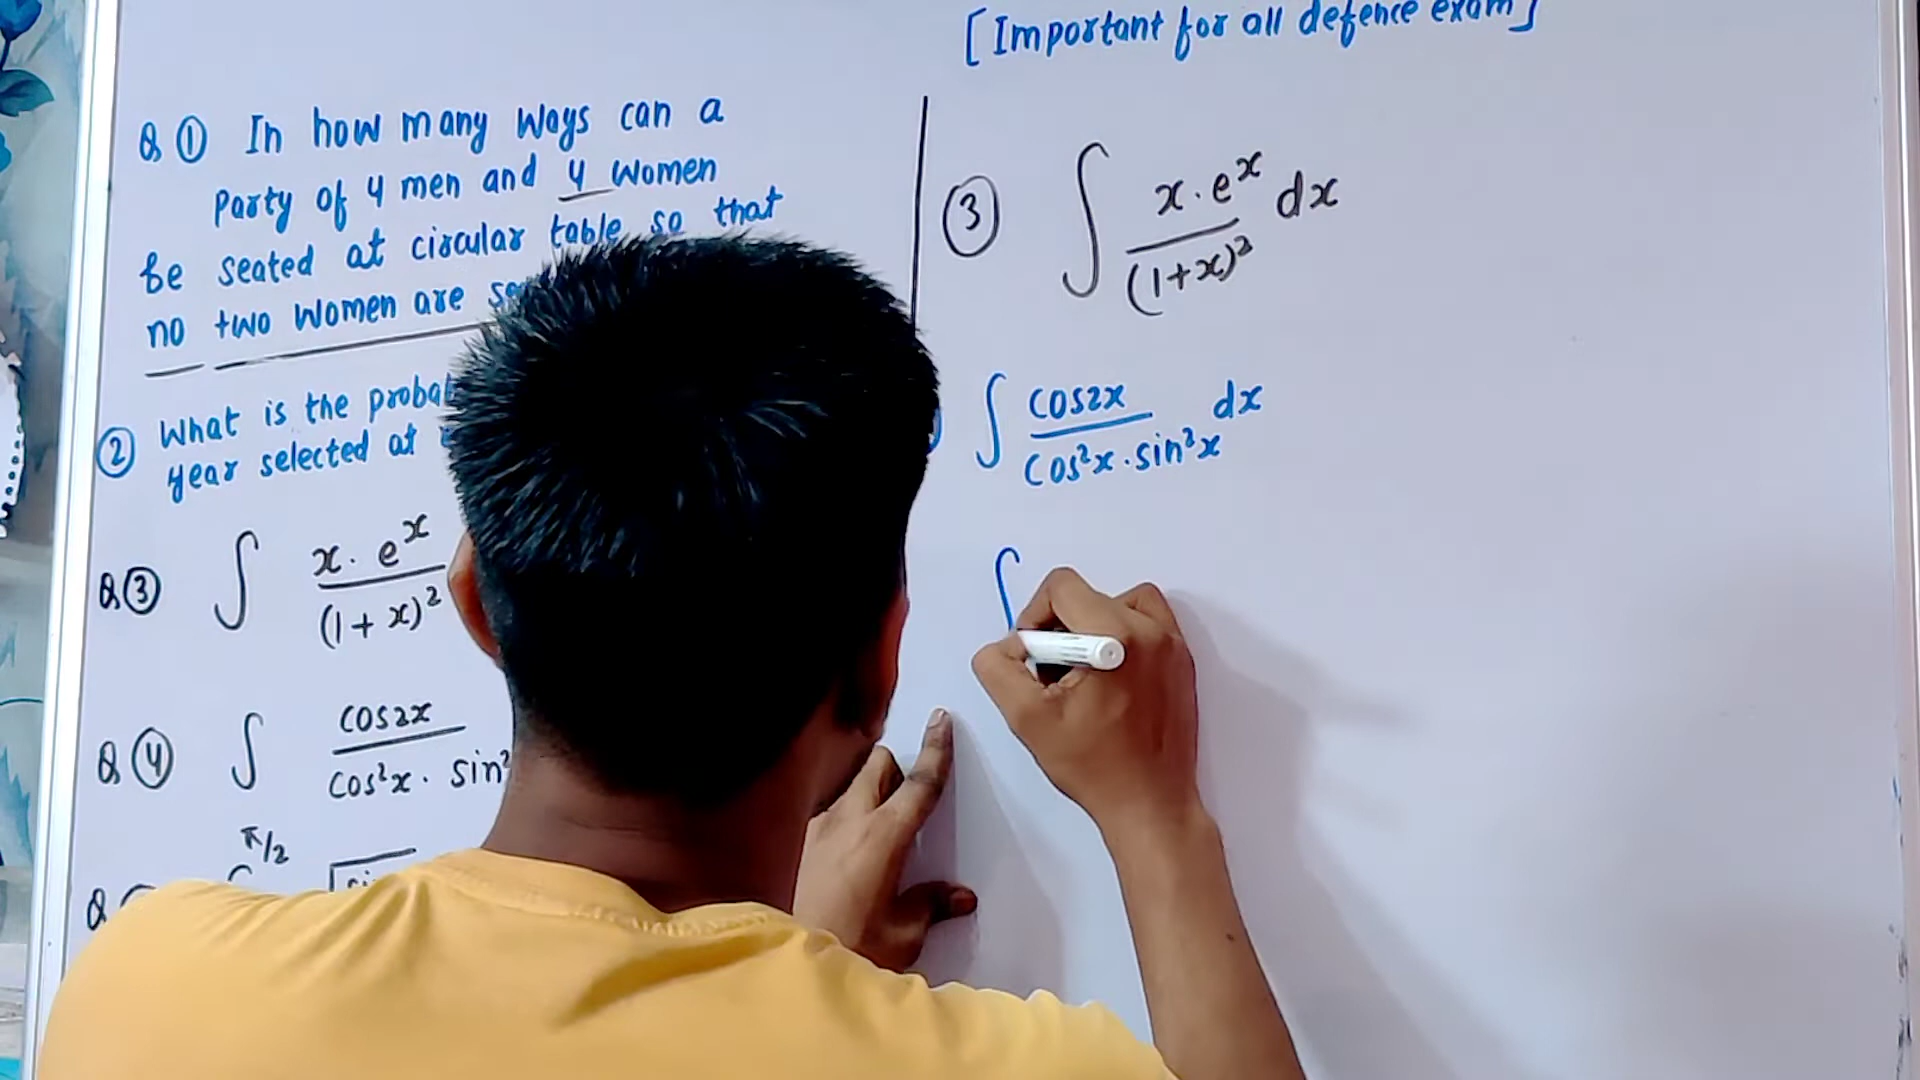 [Important for all defence exam]
Q ① In how many ways can a
party of 4 men and 4 women
be seated at circular table so that
no two women are
② What is the
year selected at
Q ③ ∫ x. e^x
(1 + x)^2
Q ④ ∫ cos2x
cos²x . sin²
π/2
Q
③ ∫ x . e^x dx
(1+x)^2
∫ cos2x dx
cos²x . sin²x
∫